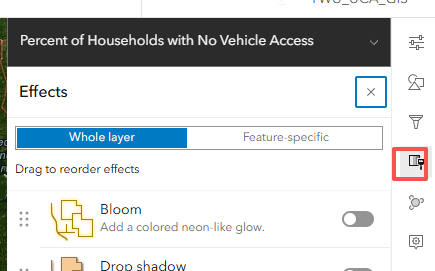 TWU_UCA_GIS
Percent of Households with No Vehicle Access
Effects
Whole layer
Feature-specific
Drag to reorder effects
Bloom
Add a colored neon-like glow.
Drop shadow